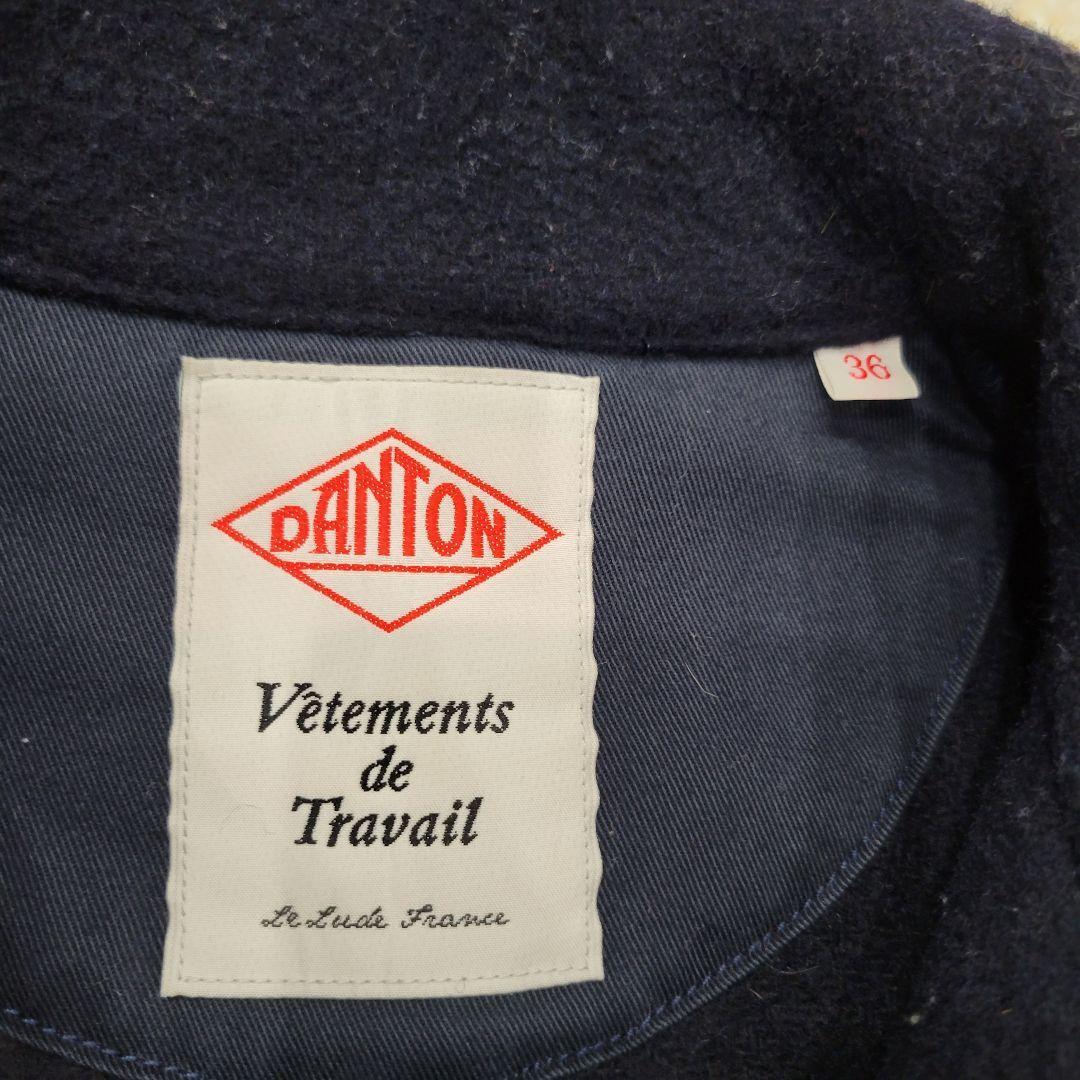 36
DANTON
Vêtements
de
Travail
Le Lude France